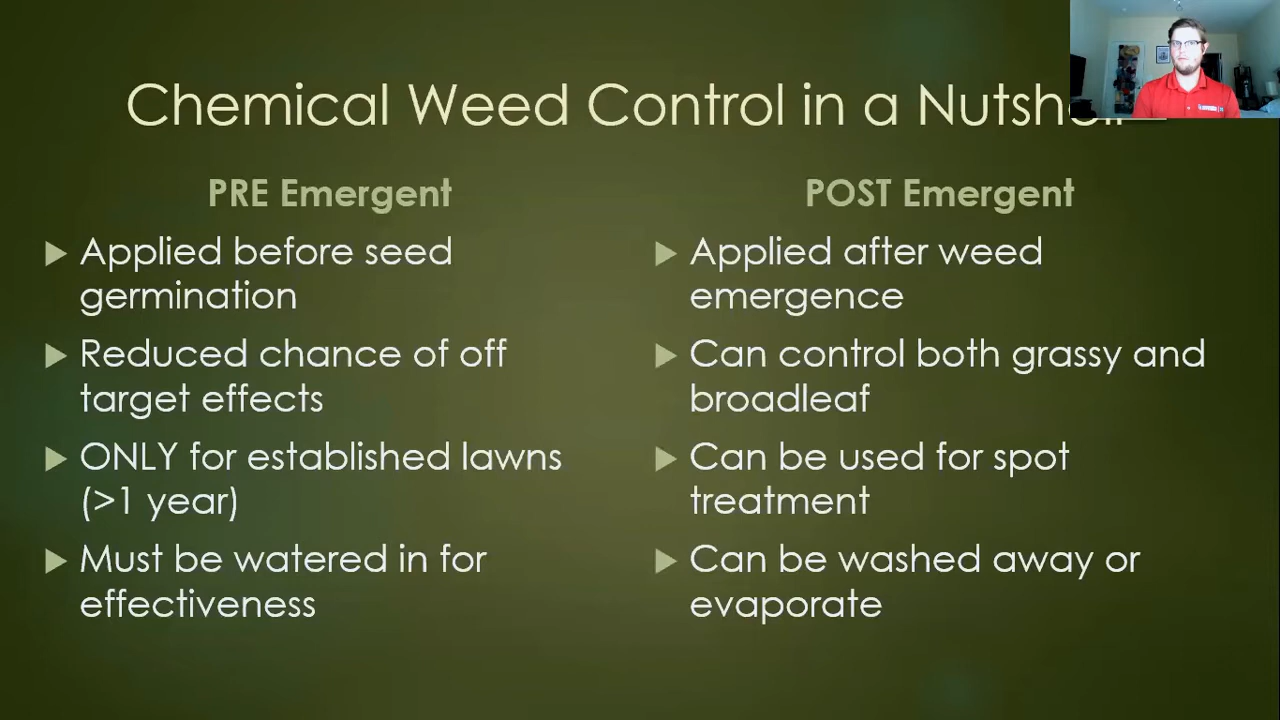 Chemical Weed Control in a
PRE Emergent
Applied before seed
germination
Reduced chance of off
target effects
ONLY for established lawns
(>1 year)
Must be watered in for
effectiveness
POST Emergent
Applied after weed
emergence
Can control both grassy and
broadleaf
Can be used for spot
treatment
Can be washed away or
evaporate